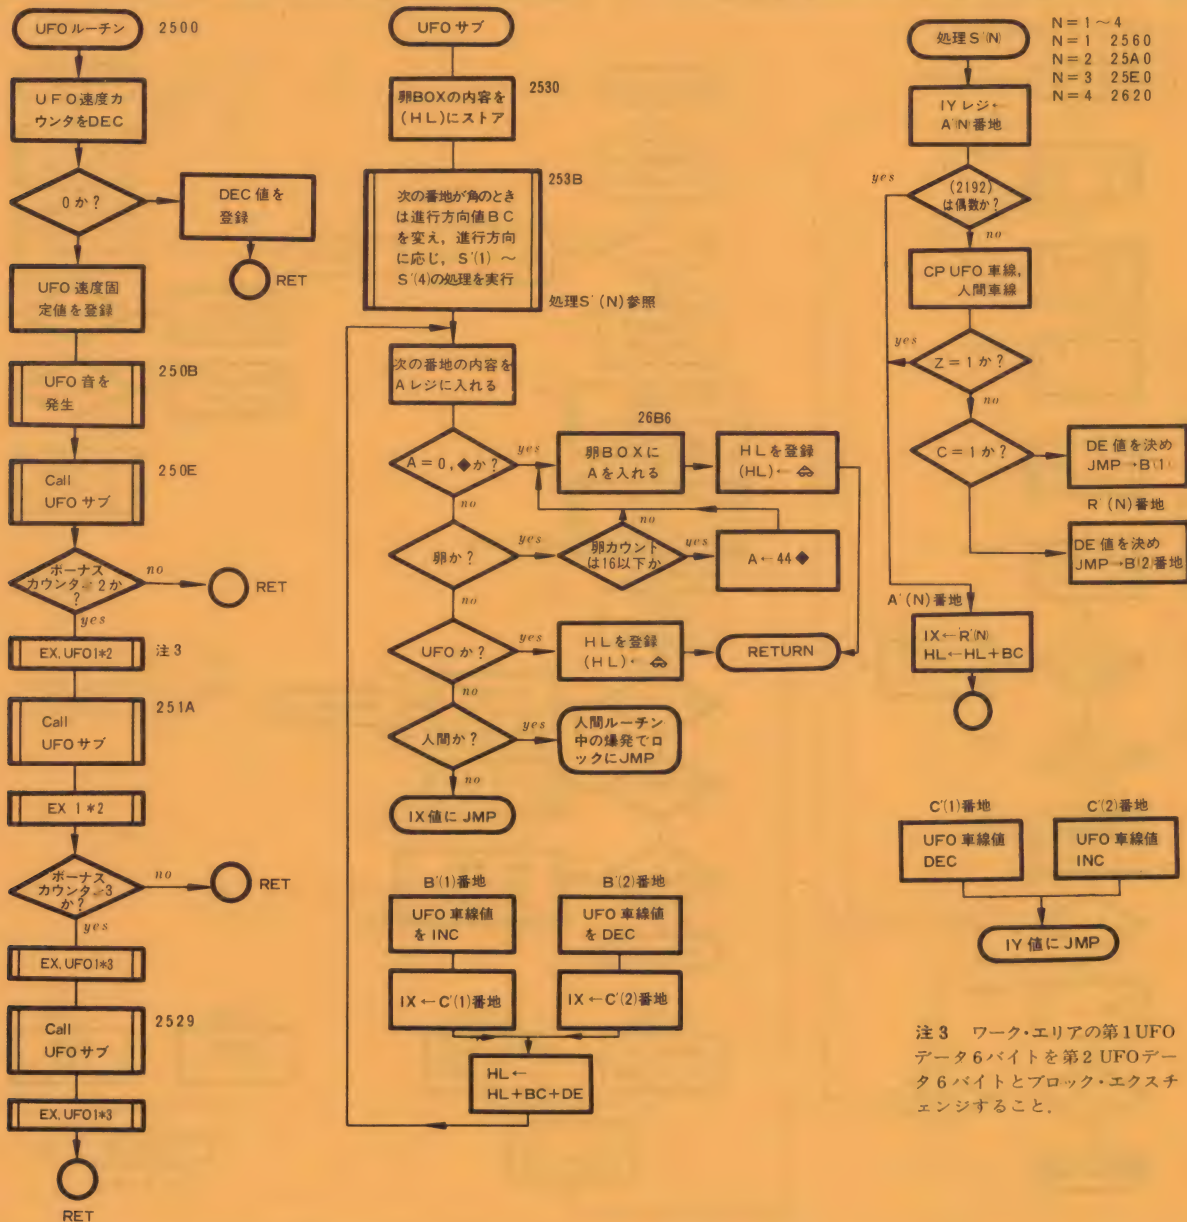 UFO ルーチン
2500
UFO速度カ
ウンタをDEC
0か?
DEC値を
登録
RET
UFO速度固
定値を登録
UFO音を
発生
250B
Call
UFOサブ
250E
ボーナス
カウンタ 2か
?
no
RET
yes
EX, UFO1*2
注3
Call
UFOサブ
251A
EX 1*2
ボーナス
カウンタ 3
か?
no
RET
yes
EX, UFO1*3
Call
UFOサブ
2529
EX, UFO1*3
RET
UFOサブ
卵BOXの内容を
(HL)にストア
2530
次の番地が角のとき
は進行方向値BC
を変え,進行方向
に応じ,S'(1) ~
S'(4)の処理を実行
253B
処理S'(N)参照
次の番地の内容を
Aレジに入れる
A=0,◆か?
yes
26B6
卵BOXに
Aを入れる
HLを登録
(HL)←
no
卵か?
yes
卵カウント
は16以下か
no
yes
A←44◆
no
UFOか?
yes
HLを登録
(HL)・
RETURN
no
人間か?
yes
人間ルーチン
中の爆発でロ
ックにJMP
no
IX値にJMP
B'(1)番地
UFO車線値
をINC
IX←C'(1)番地
B'(2)番地
UFO車線値
をDEC
IX←C'(2)番地
HL←
HL+BC+DE
処理S'(N)
N=1~4
N=1 2560
N=2 25A0
N=3 25E0
N=4 2620
IYレジ・
A'(N)番地
(2192)
は偶数か?
yes
no
CP UFO車線,
人間車線
Z=1か?
yes
no
C=1か?
DE値を決め
JMP→B'(1)
R'(N)番地
DE値を決め
JMP→B'(2)番地
A'(N)番地
IX←R'(N)
HL←HL+BC
C'(1)番地
UFO車線値
DEC
C'(2)番地
UFO車線値
INC
IY値にJMP
注3 ワーク・エリアの第1UFO
データ6バイトを第2UFOデー
タ6バイトとブロック・エクスチ
ェンジすること.